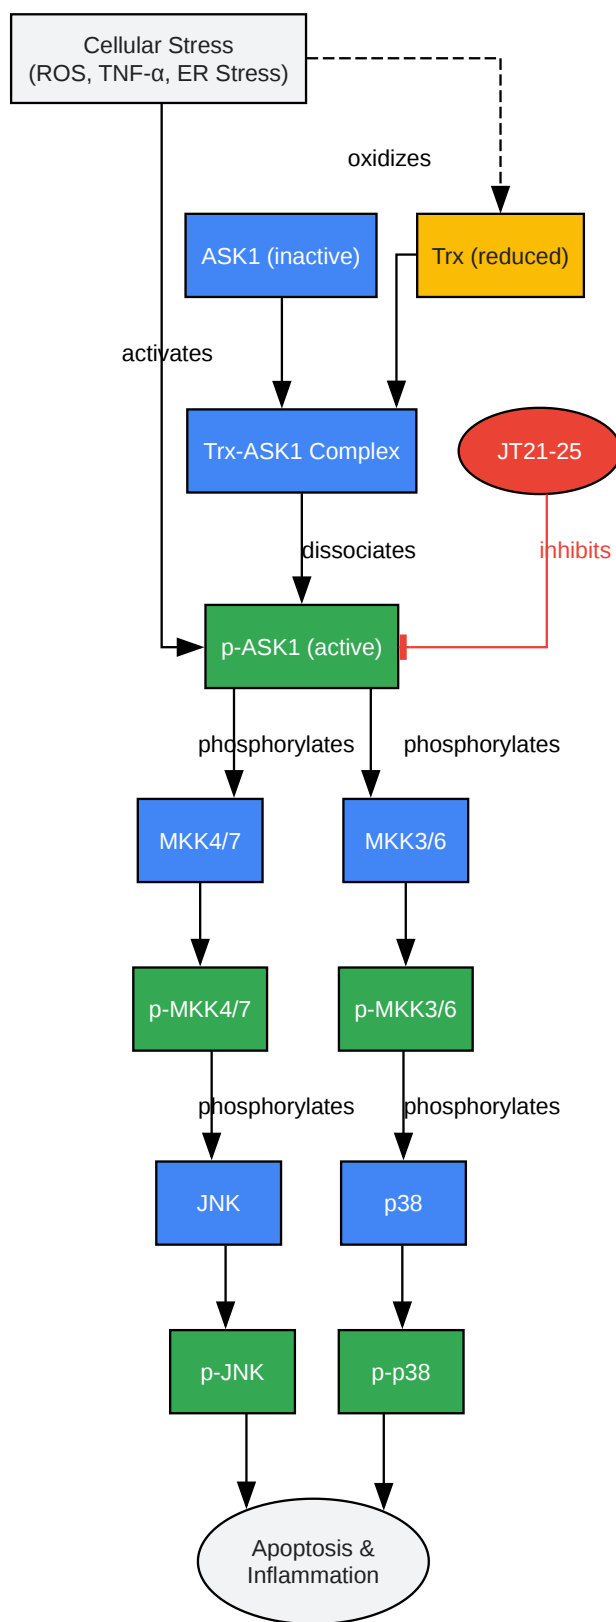 Cellular Stress
(ROS, TNF-α, ER Stress)
oxidizes
ASK1 (inactive)
Trx (reduced)
activates
Trx-ASK1 Complex
JT21-25
dissociates
inhibits
p-ASK1 (active)
phosphorylates
phosphorylates
MKK4/7
MKK3/6
p-MKK4/7
p-MKK3/6
phosphorylates
phosphorylates
JNK
p38
p-JNK
p-p38
Apoptosis &
Inflammation